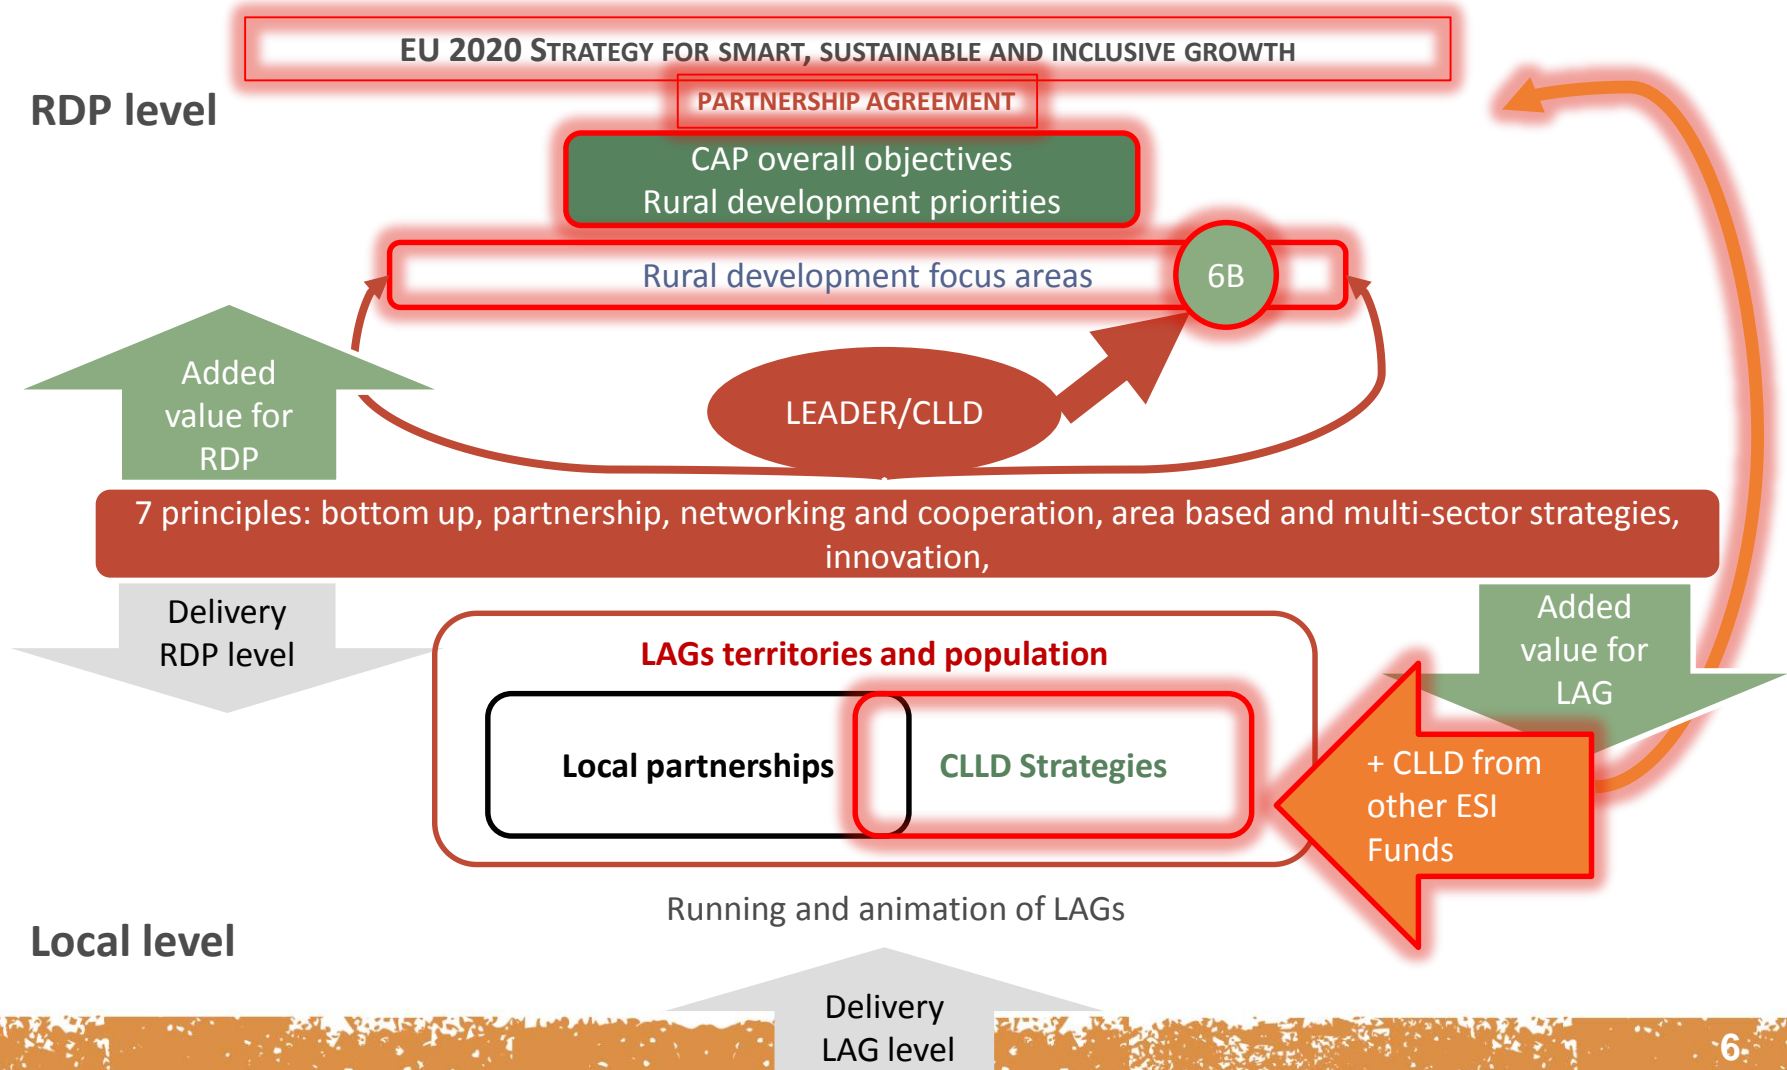 EU 2020 STRATEGY FOR SMART, SUSTAINABLE AND INCLUSIVE GROWTH
RDP level
PARTNERSHIP AGREEMENT
CAP overall objectives
Rural development priorities
Rural development focus areas
6B
Added
value for
RDP
LEADER/CLLD
7 principles: bottom up, partnership, networking and cooperation, area based and multi-sector strategies,
innovation,
Delivery
RDP level
LAGs territories and population
Local partnerships
CLLD Strategies
Added
value for
LAG
+ CLLD from
other ESI
Funds
Running and animation of LAGs
Local level
Delivery
LAG level
6